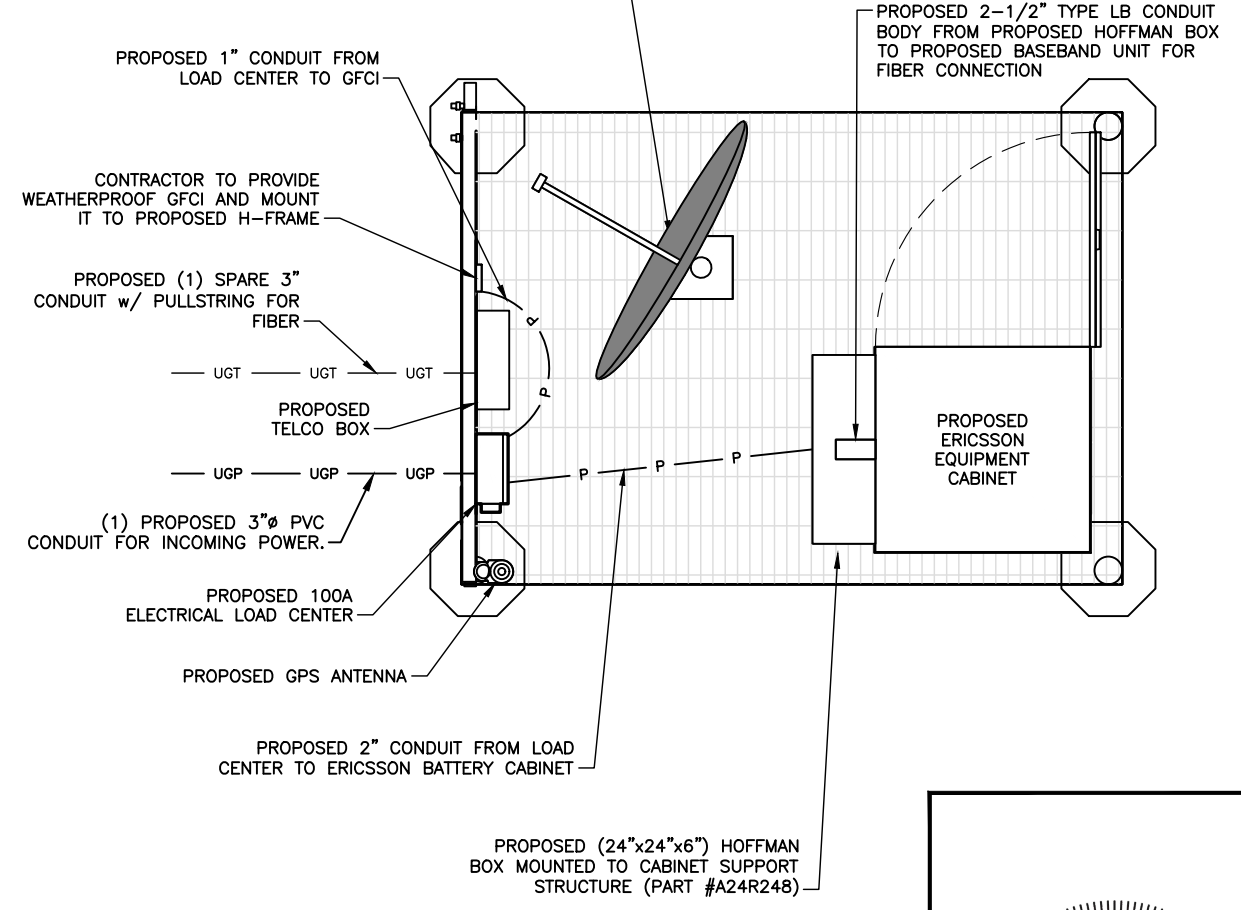 PROPOSED 2-1/2" TYPE LB CONDUIT
BODY FROM PROPOSED HOFFMAN BOX
TO PROPOSED BASEBAND UNIT FOR
FIBER CONNECTION
PROPOSED 1" CONDUIT FROM
LOAD CENTER TO GFCI
CONTRACTOR TO PROVIDE
WEATHERPROOF GFCI AND MOUNT
IT TO PROPOSED H-FRAME
PROPOSED (1) SPARE 3"
CONDUIT w/ PULLSTRING FOR
FIBER
P
UGT UGT UGT
P
PROPOSED
TELCO BOX
PROPOSED
ERICSSON
EQUIPMENT
CABINET
P P P
UGP UGP UGP
(1) PROPOSED 3"ø PVC
CONDUIT FOR INCOMING POWER.
PROPOSED 100A
ELECTRICAL LOAD CENTER
PROPOSED GPS ANTENNA
PROPOSED 2" CONDUIT FROM LOAD
CENTER TO ERICSSON BATTERY CABINET
PROPOSED (24"x24"x6") HOFFMAN
BOX MOUNTED TO CABINET SUPPORT
STRUCTURE (PART #A24R248)